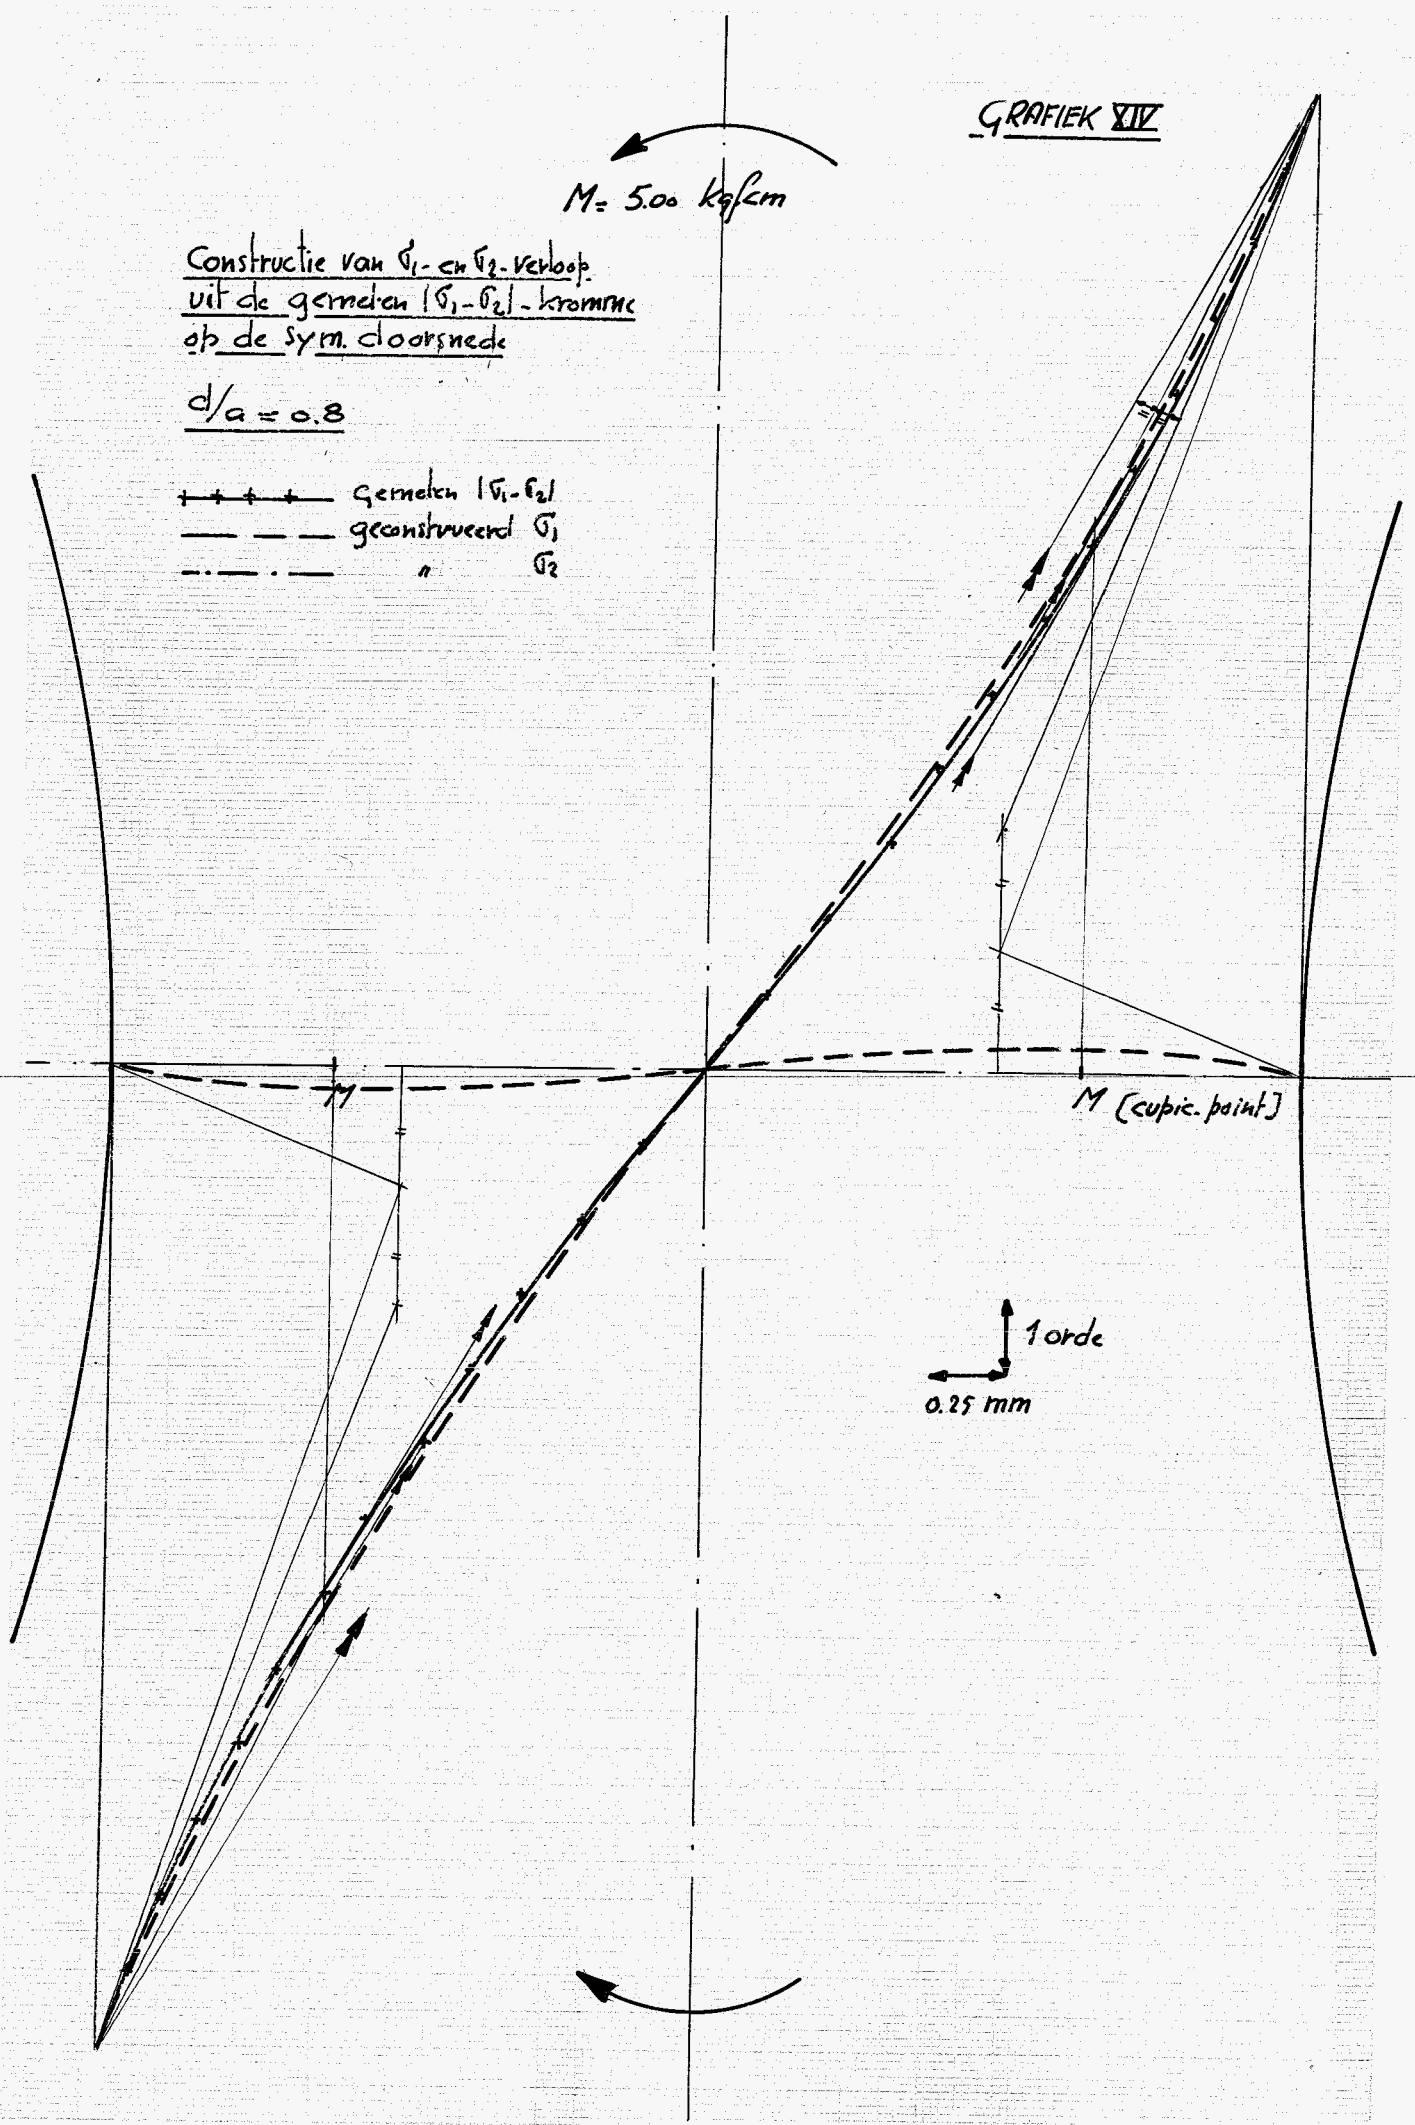 GRAFIEK XIV
M = 5.00 kgfcm
Constructie van σ1- en σ2-verloop
uit de gemeten |σ1-σ2|-kromme
op de sym. doorsnede
d/a = 0.8
gemeten |σ1-σ2|
geconstrueerd σ1
" σ2
M
M [cupic. point]
1 orde
0.25 mm